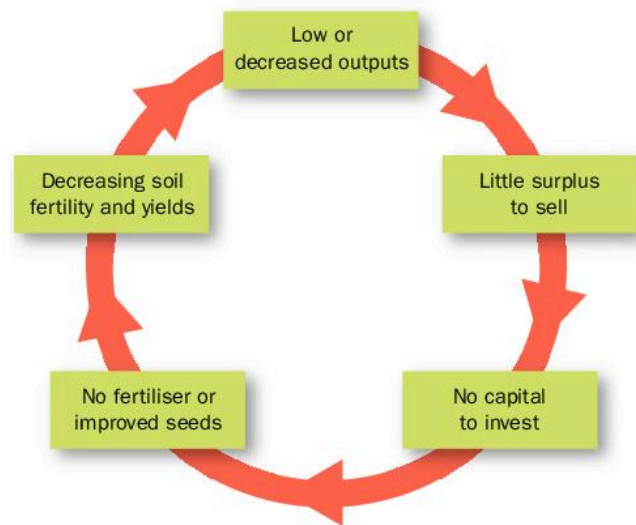 Low or
decreased outputs
Little surplus
to sell
No capital
to invest
No fertiliser or
improved seeds
Decreasing soil
fertility and yields